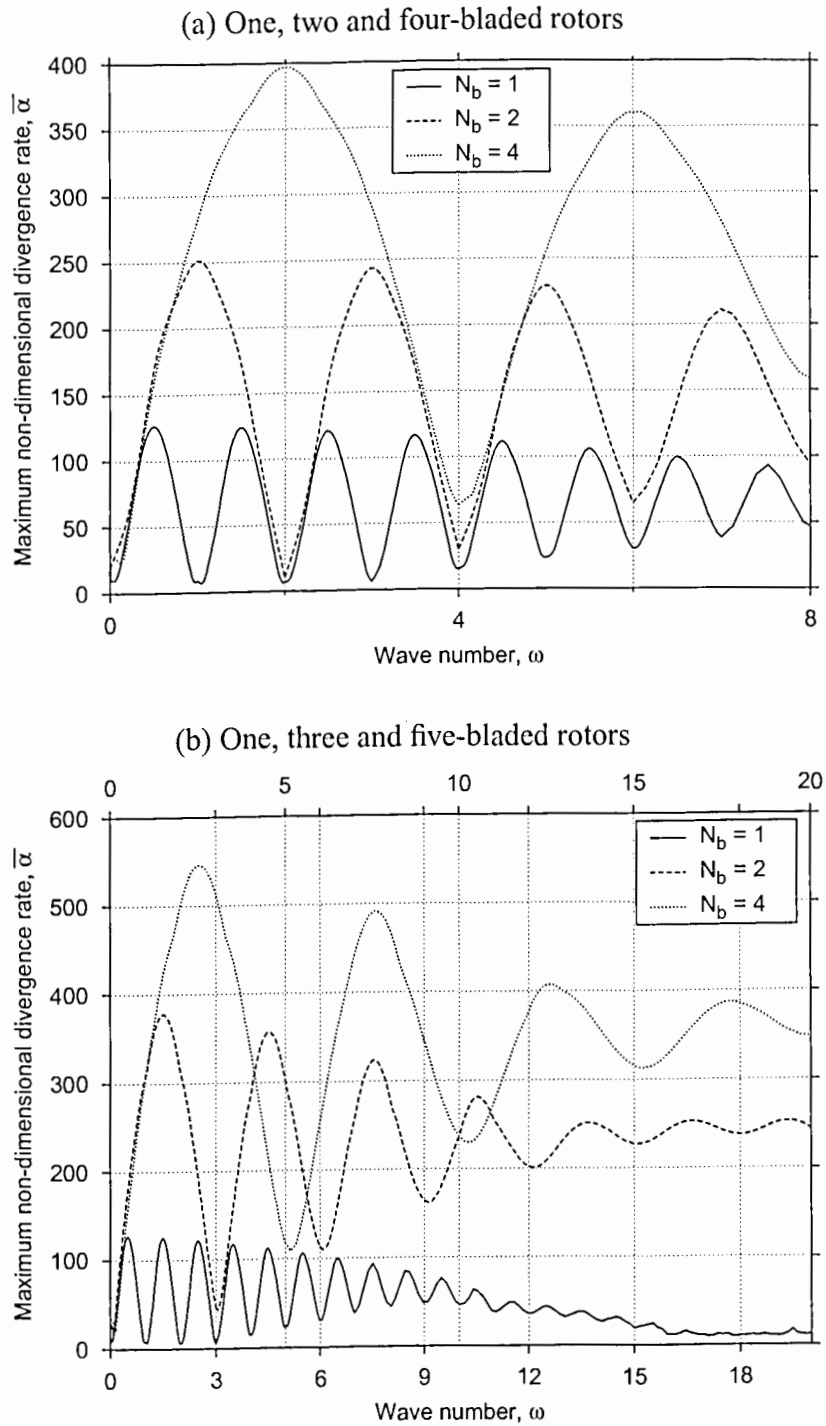 (a) One, two and four-bladed rotors
400
350
300
250
200
150
100
50
0
Maximum non-dimensional divergence rate, α̅
N_b = 1
N_b = 2
N_b = 4
0 4 8
Wave number, ω
(b) One, three and five-bladed rotors
0 5 10 15 20
600
500
400
300
200
100
0
Maximum non-dimensional divergence rate, α̅
N_b = 1
N_b = 2
N_b = 4
0 3 6 9 12 15 18
Wave number, ω